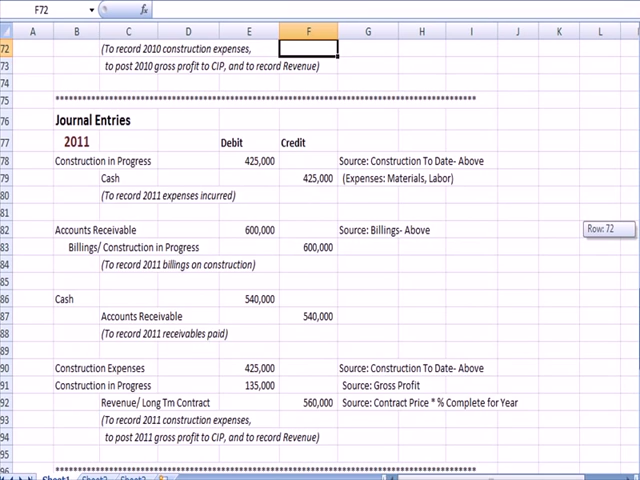 F72 fx
A B C D E F G H I J K L
72 (To record 2010 construction expenses,
73 to post 2010 gross profit to CIP, and to record Revenue)
74
75 ****************************************************************************************
76 Journal Entries
77 2011 Debit Credit
78 Construction in Progress 425,000 Source: Construction To Date- Above
79 Cash 425,000 (Expenses: Materials, Labor)
80 (To record 2011 expenses incurred)
81
82 Accounts Receivable 600,000 Source: Billings- Above Row: 72
83 Billings/ Construction in Progress 600,000
84 (To record 2011 billings on construction)
85
86 Cash 540,000
87 Accounts Receivable 540,000
88 (To record 2011 receivables paid)
89
90 Construction Expenses 425,000 Source: Construction To Date- Above
91 Construction in Progress 135,000 Source: Gross Profit
92 Revenue/ Long Tm Contract 560,000 Source: Contract Price * % Complete for Year
93 (To record 2011 construction expenses,
94 to post 2011 gross profit to CIP, and to record Revenue)
95
96 ****************************************************************************************
Sheet1 Sheet2 Sheet3